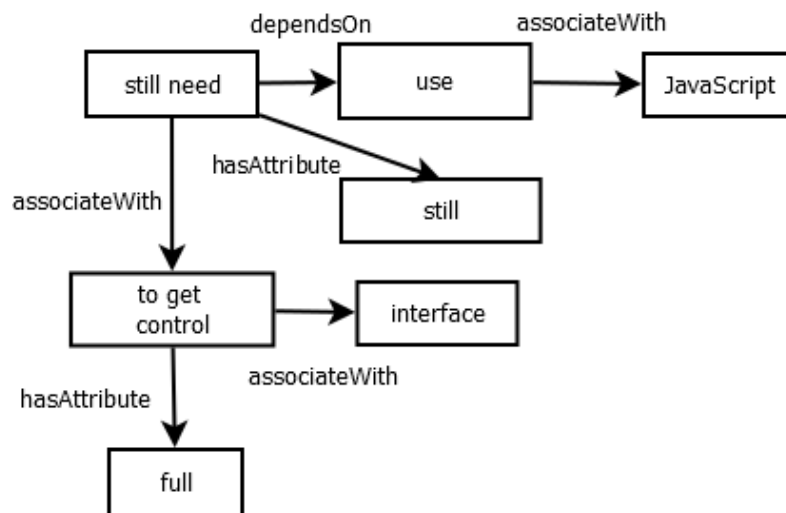 dependsOn
associateWith
still need
use
JavaScript
hasAttribute
associateWith
still
to get
control
interface
associateWith
hasAttribute
full